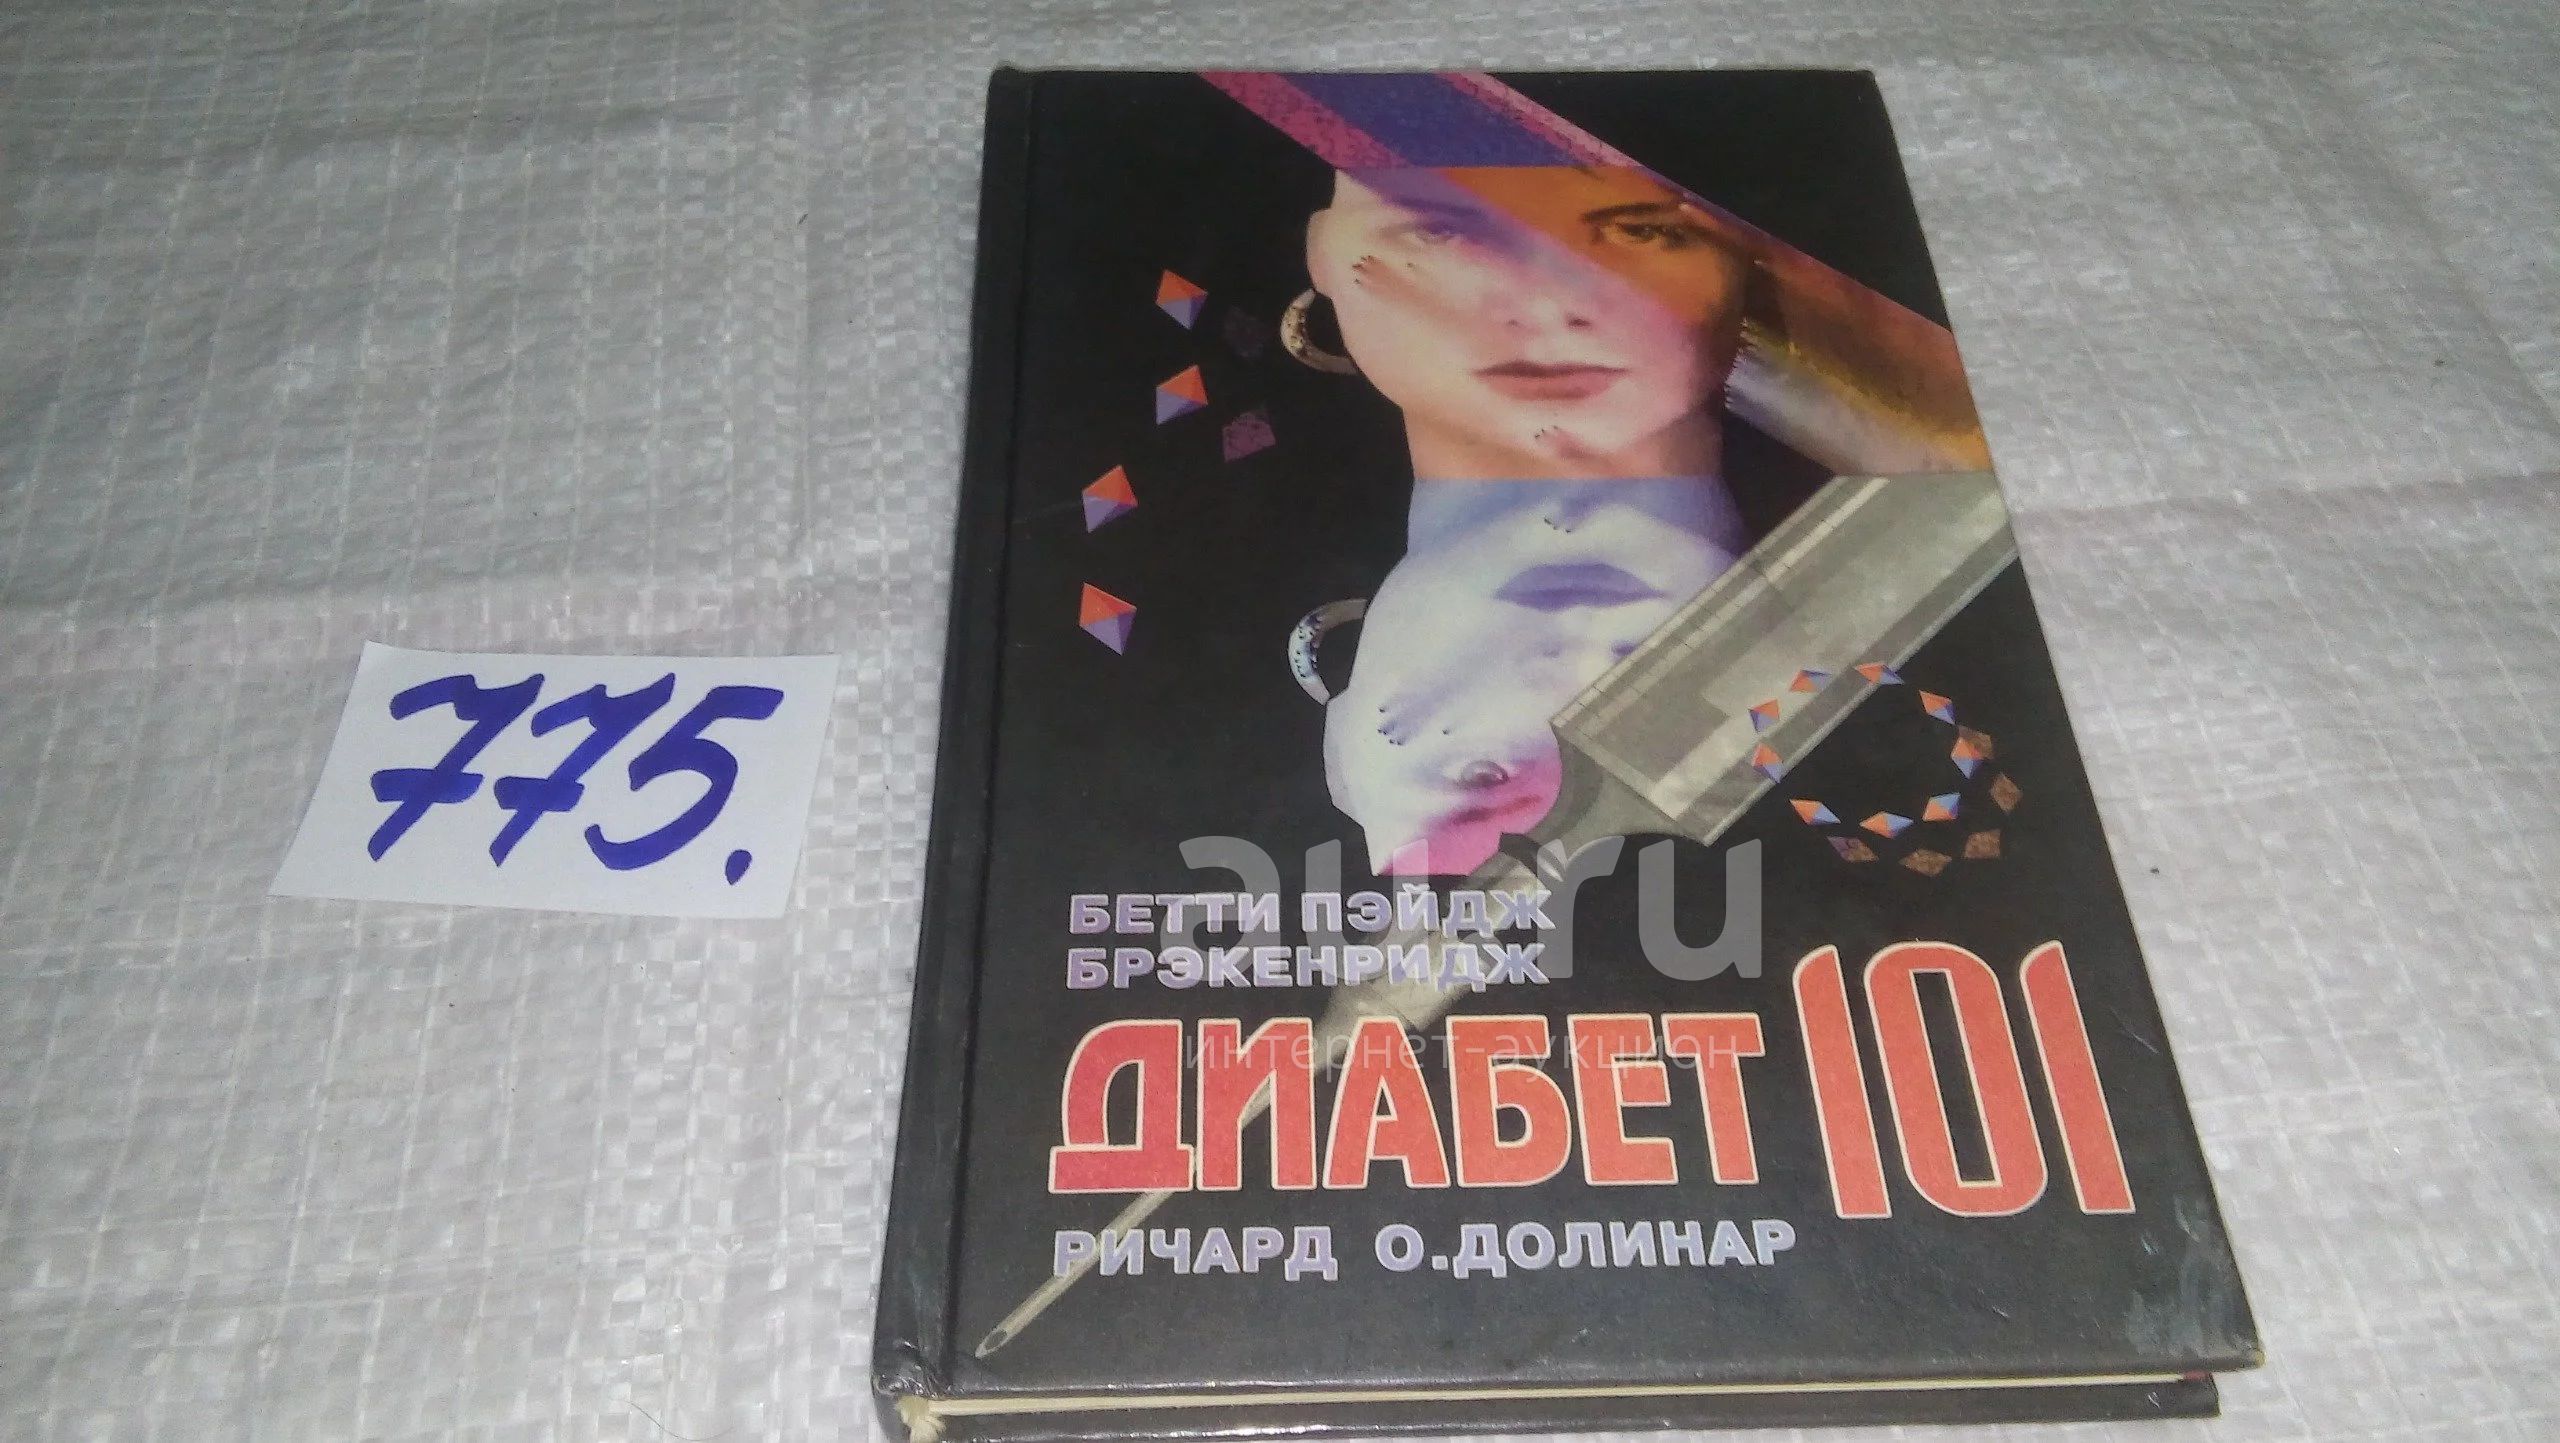 775.
БЕТТИ ПЭЙДЖ
БРЭКЕНРИДЖ
ДИАБЕТ 101
РИЧАРД О.ДОЛИНАР
au.ru
интернет-аукцион